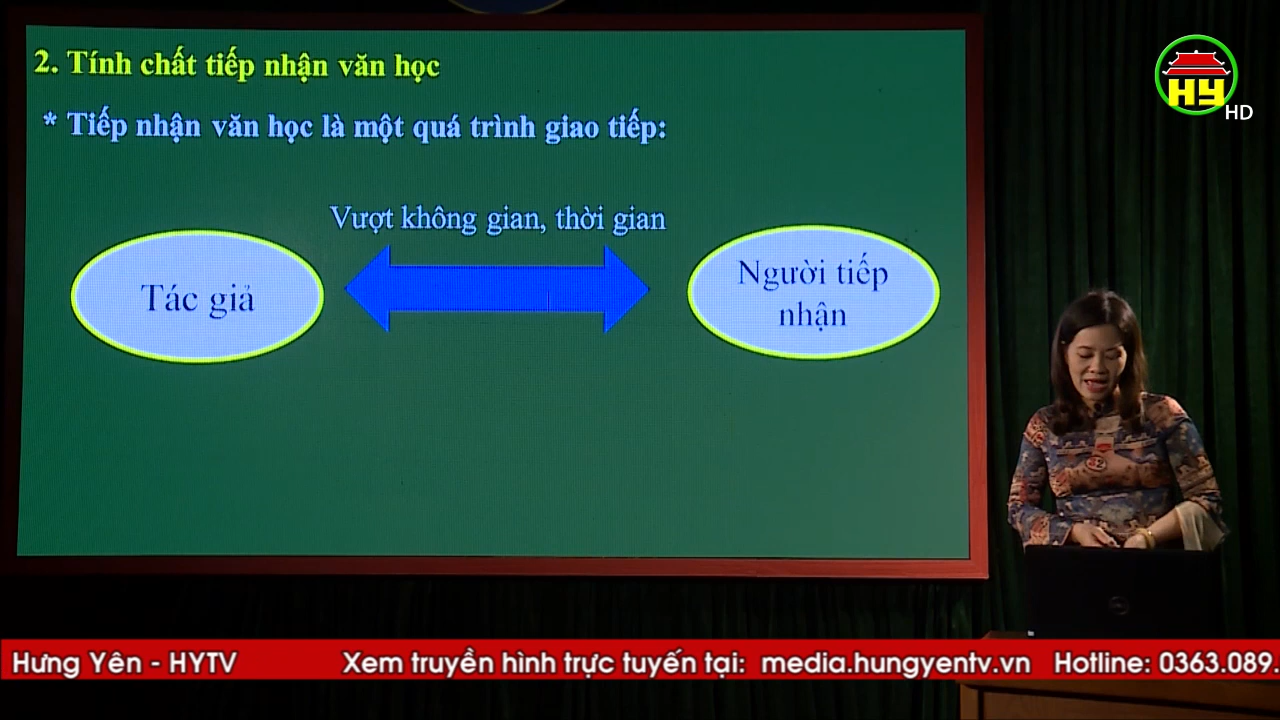 2. Tính chất tiếp nhận văn học
* Tiếp nhận văn học là một quá trình giao tiếp:
Vượt không gian, thời gian
Tác giả
Người tiếp
nhận
HY
HD
Hưng Yên - HYTV Xem truyền hình trực tuyến tại: media.hungyentv.vn Hotline: 0363.089.